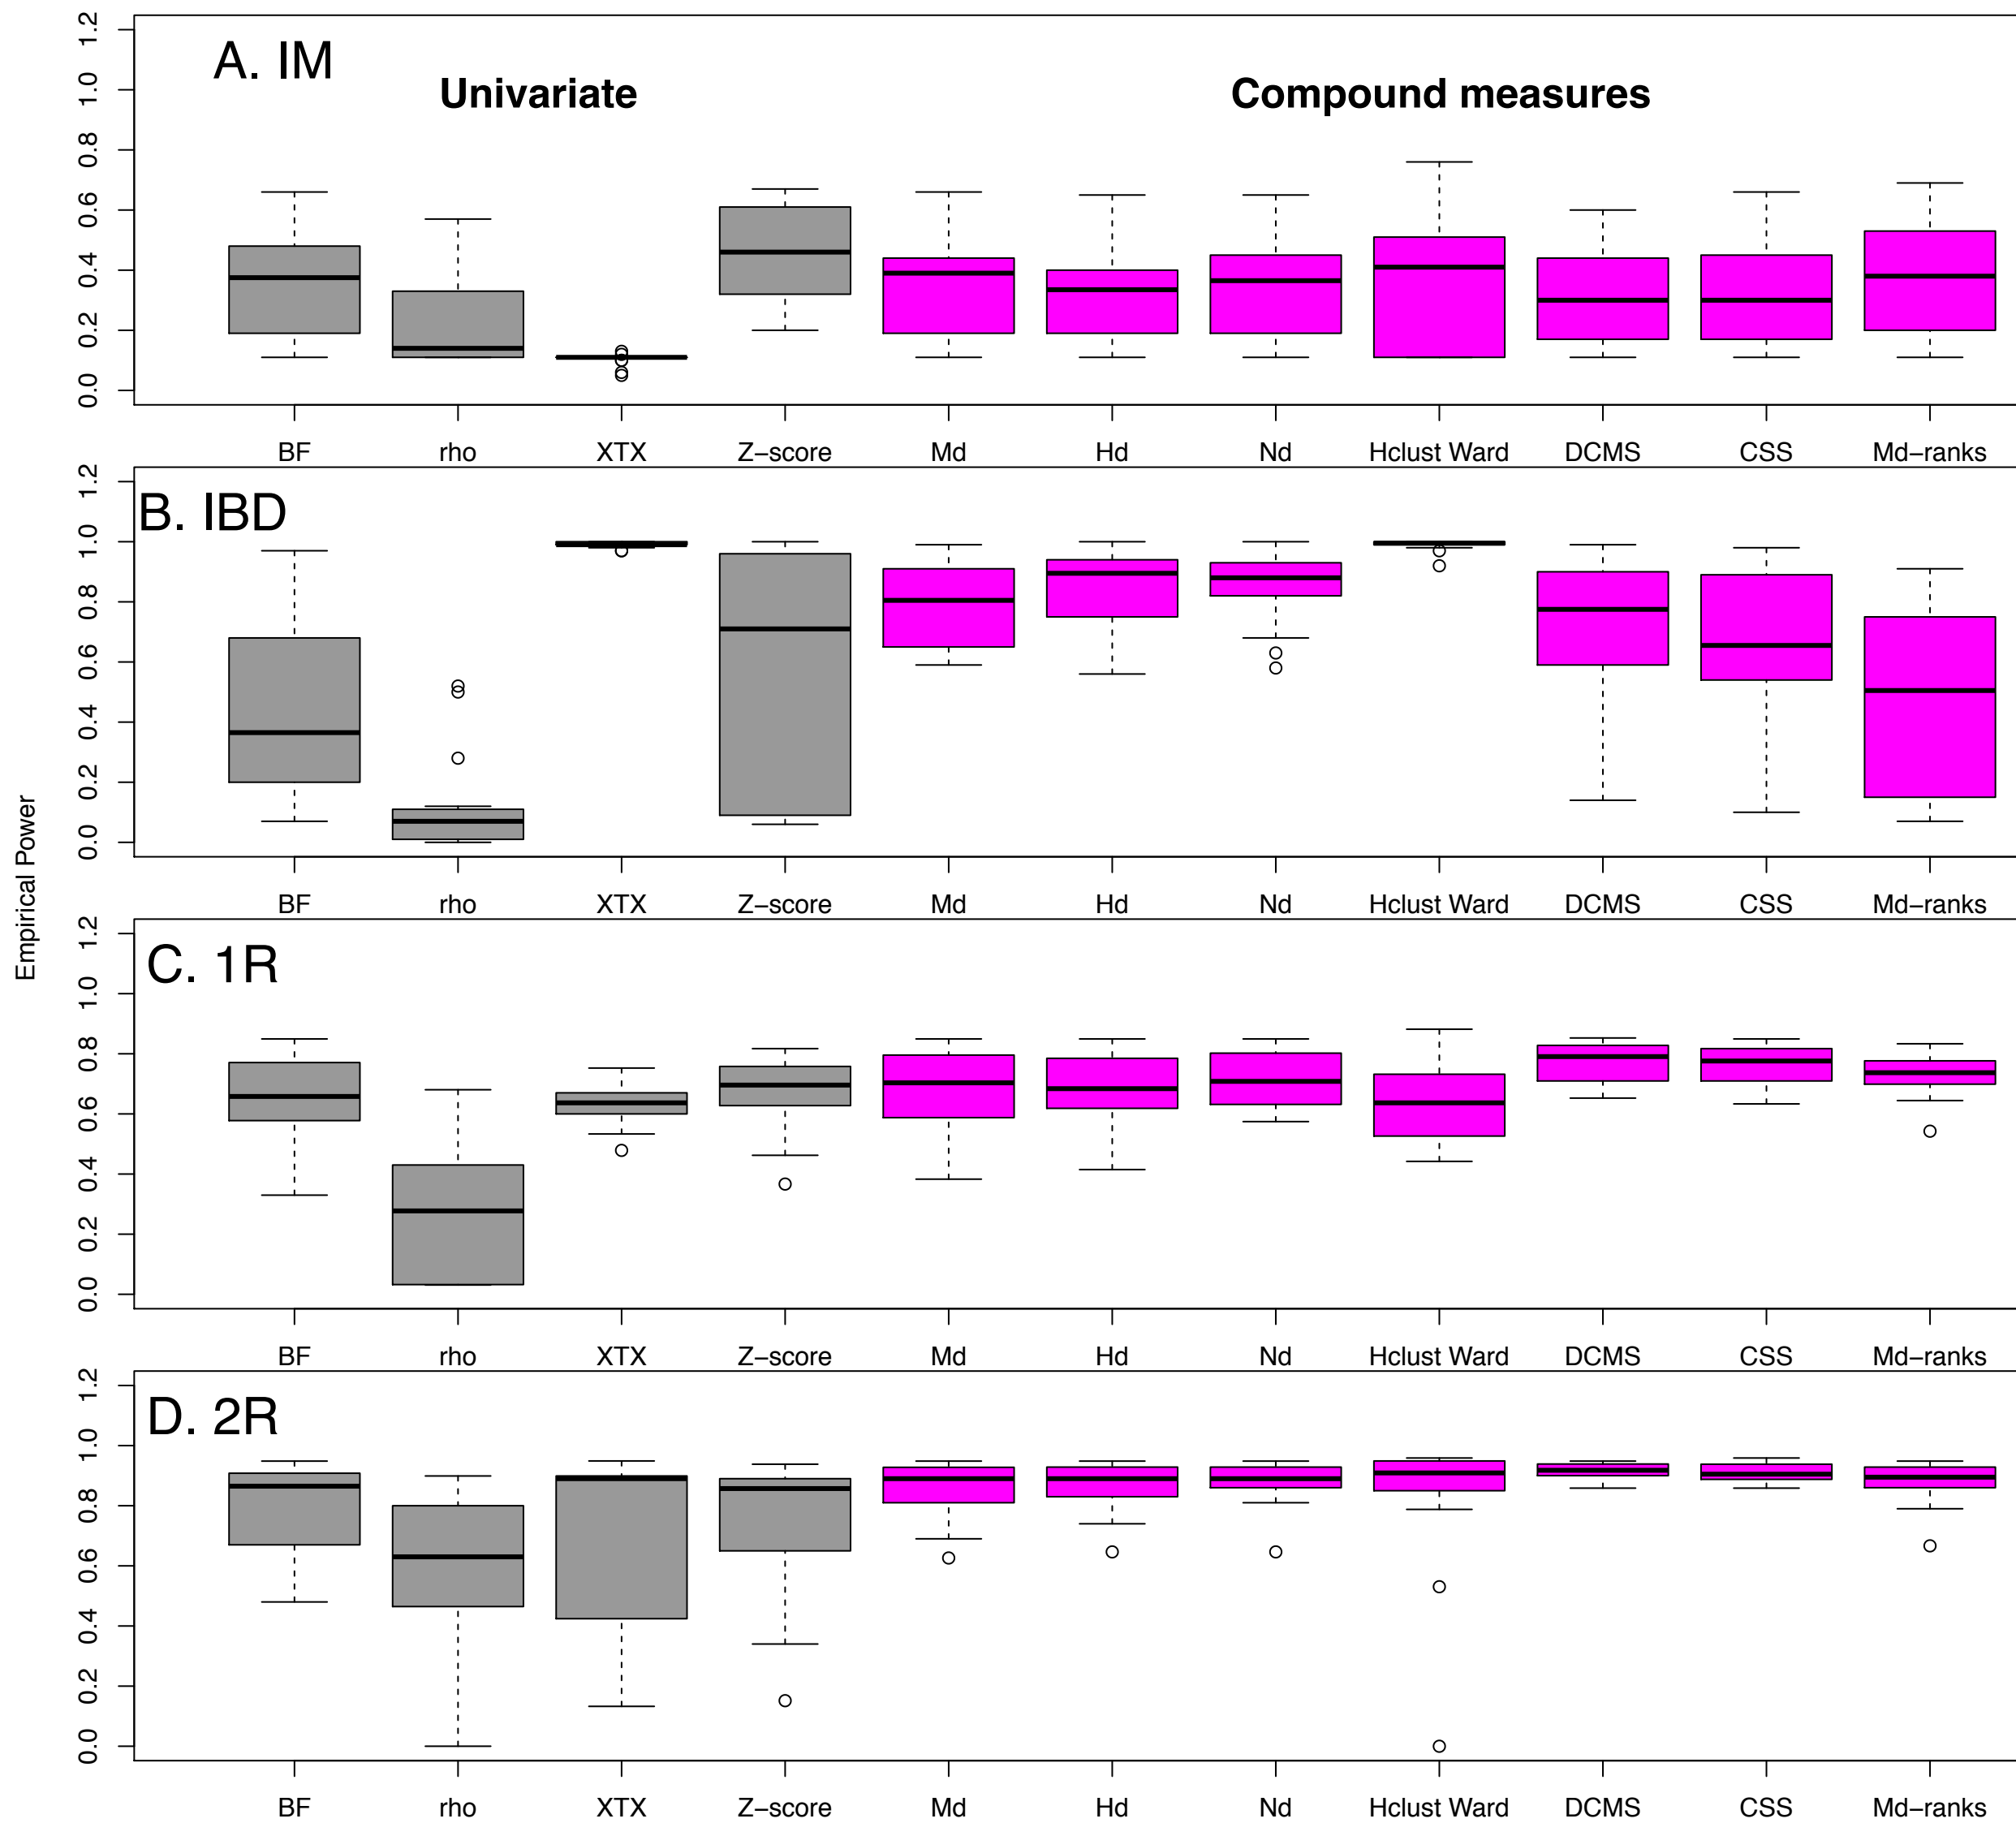 A. IM
Univariate Compound measures
1.2
1.0
0.8
0.6
0.4
0.2
0.0
BF rho XTX Z−score Md Hd Nd Hclust Ward DCMS CSS Md−ranks
B. IBD
1.2
1.0
0.8
0.6
0.4
0.2
0.0
BF rho XTX Z−score Md Hd Nd Hclust Ward DCMS CSS Md−ranks
Empirical Power
C. 1R
1.2
1.0
0.8
0.6
0.4
0.2
0.0
BF rho XTX Z−score Md Hd Nd Hclust Ward DCMS CSS Md−ranks
D. 2R
1.2
1.0
0.8
0.6
0.4
0.2
0.0
BF rho XTX Z−score Md Hd Nd Hclust Ward DCMS CSS Md−ranks